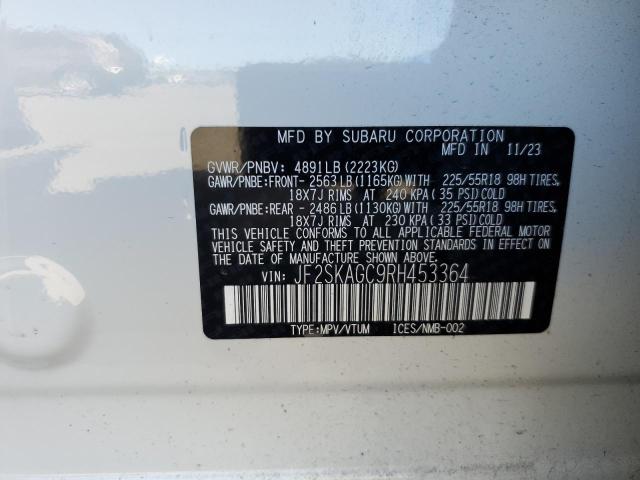 MFD BY SUBARU CORPORATION
GVWR/PNBV: 4891LB (2223KG) 11/23
GAWR/PNBE:FRONT- 2563LB (1165KG)WITH 225/55R18 98H TIRES,
18X7J RIMS AT 240 KPA (35 PSI)COLD
GAWR/PNBE:REAR - 2486LB (1130KG)WITH 225/55R18 98H TIRES,
18X7J RIMS AT 230 KPA (33 PSI)COLD
THIS VEHICLE CONFORMS TO ALL APPLICABLE FEDERAL MOTOR
VEHICLE SAFETY AND THEFT PREVENTION STANDARDS IN EFFECT ON
THE DATE OF MANUFACTURE SHOWN ABOVE.
VIN: JF2SKAGC9RH453364
TYPE:MPV/VTUM ICES/NMB-002